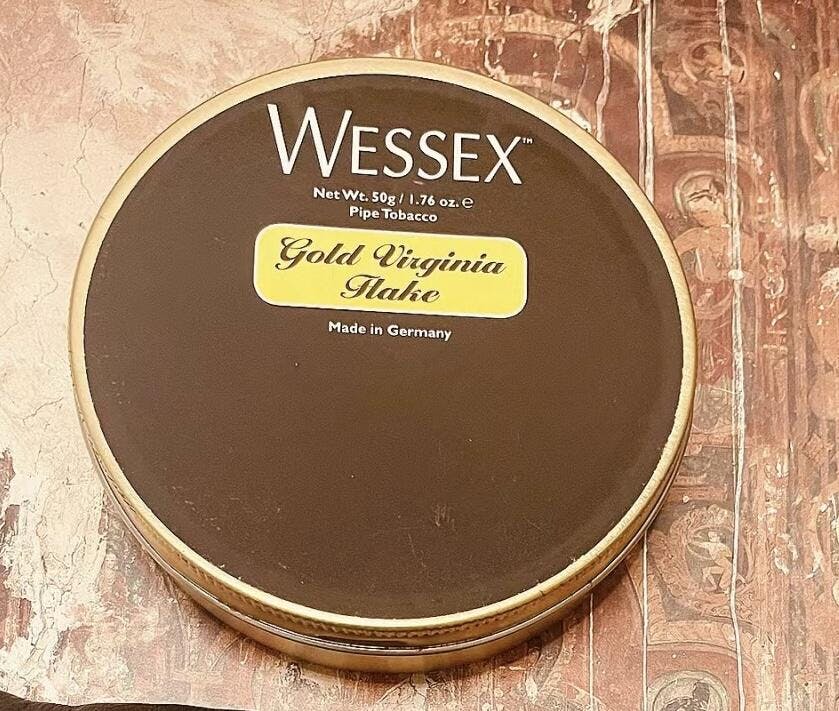 WESSEX™
Net Wt. 50g / 1.76 oz. ℮
Pipe Tobacco
Gold Virginia
Flake
Made in Germany